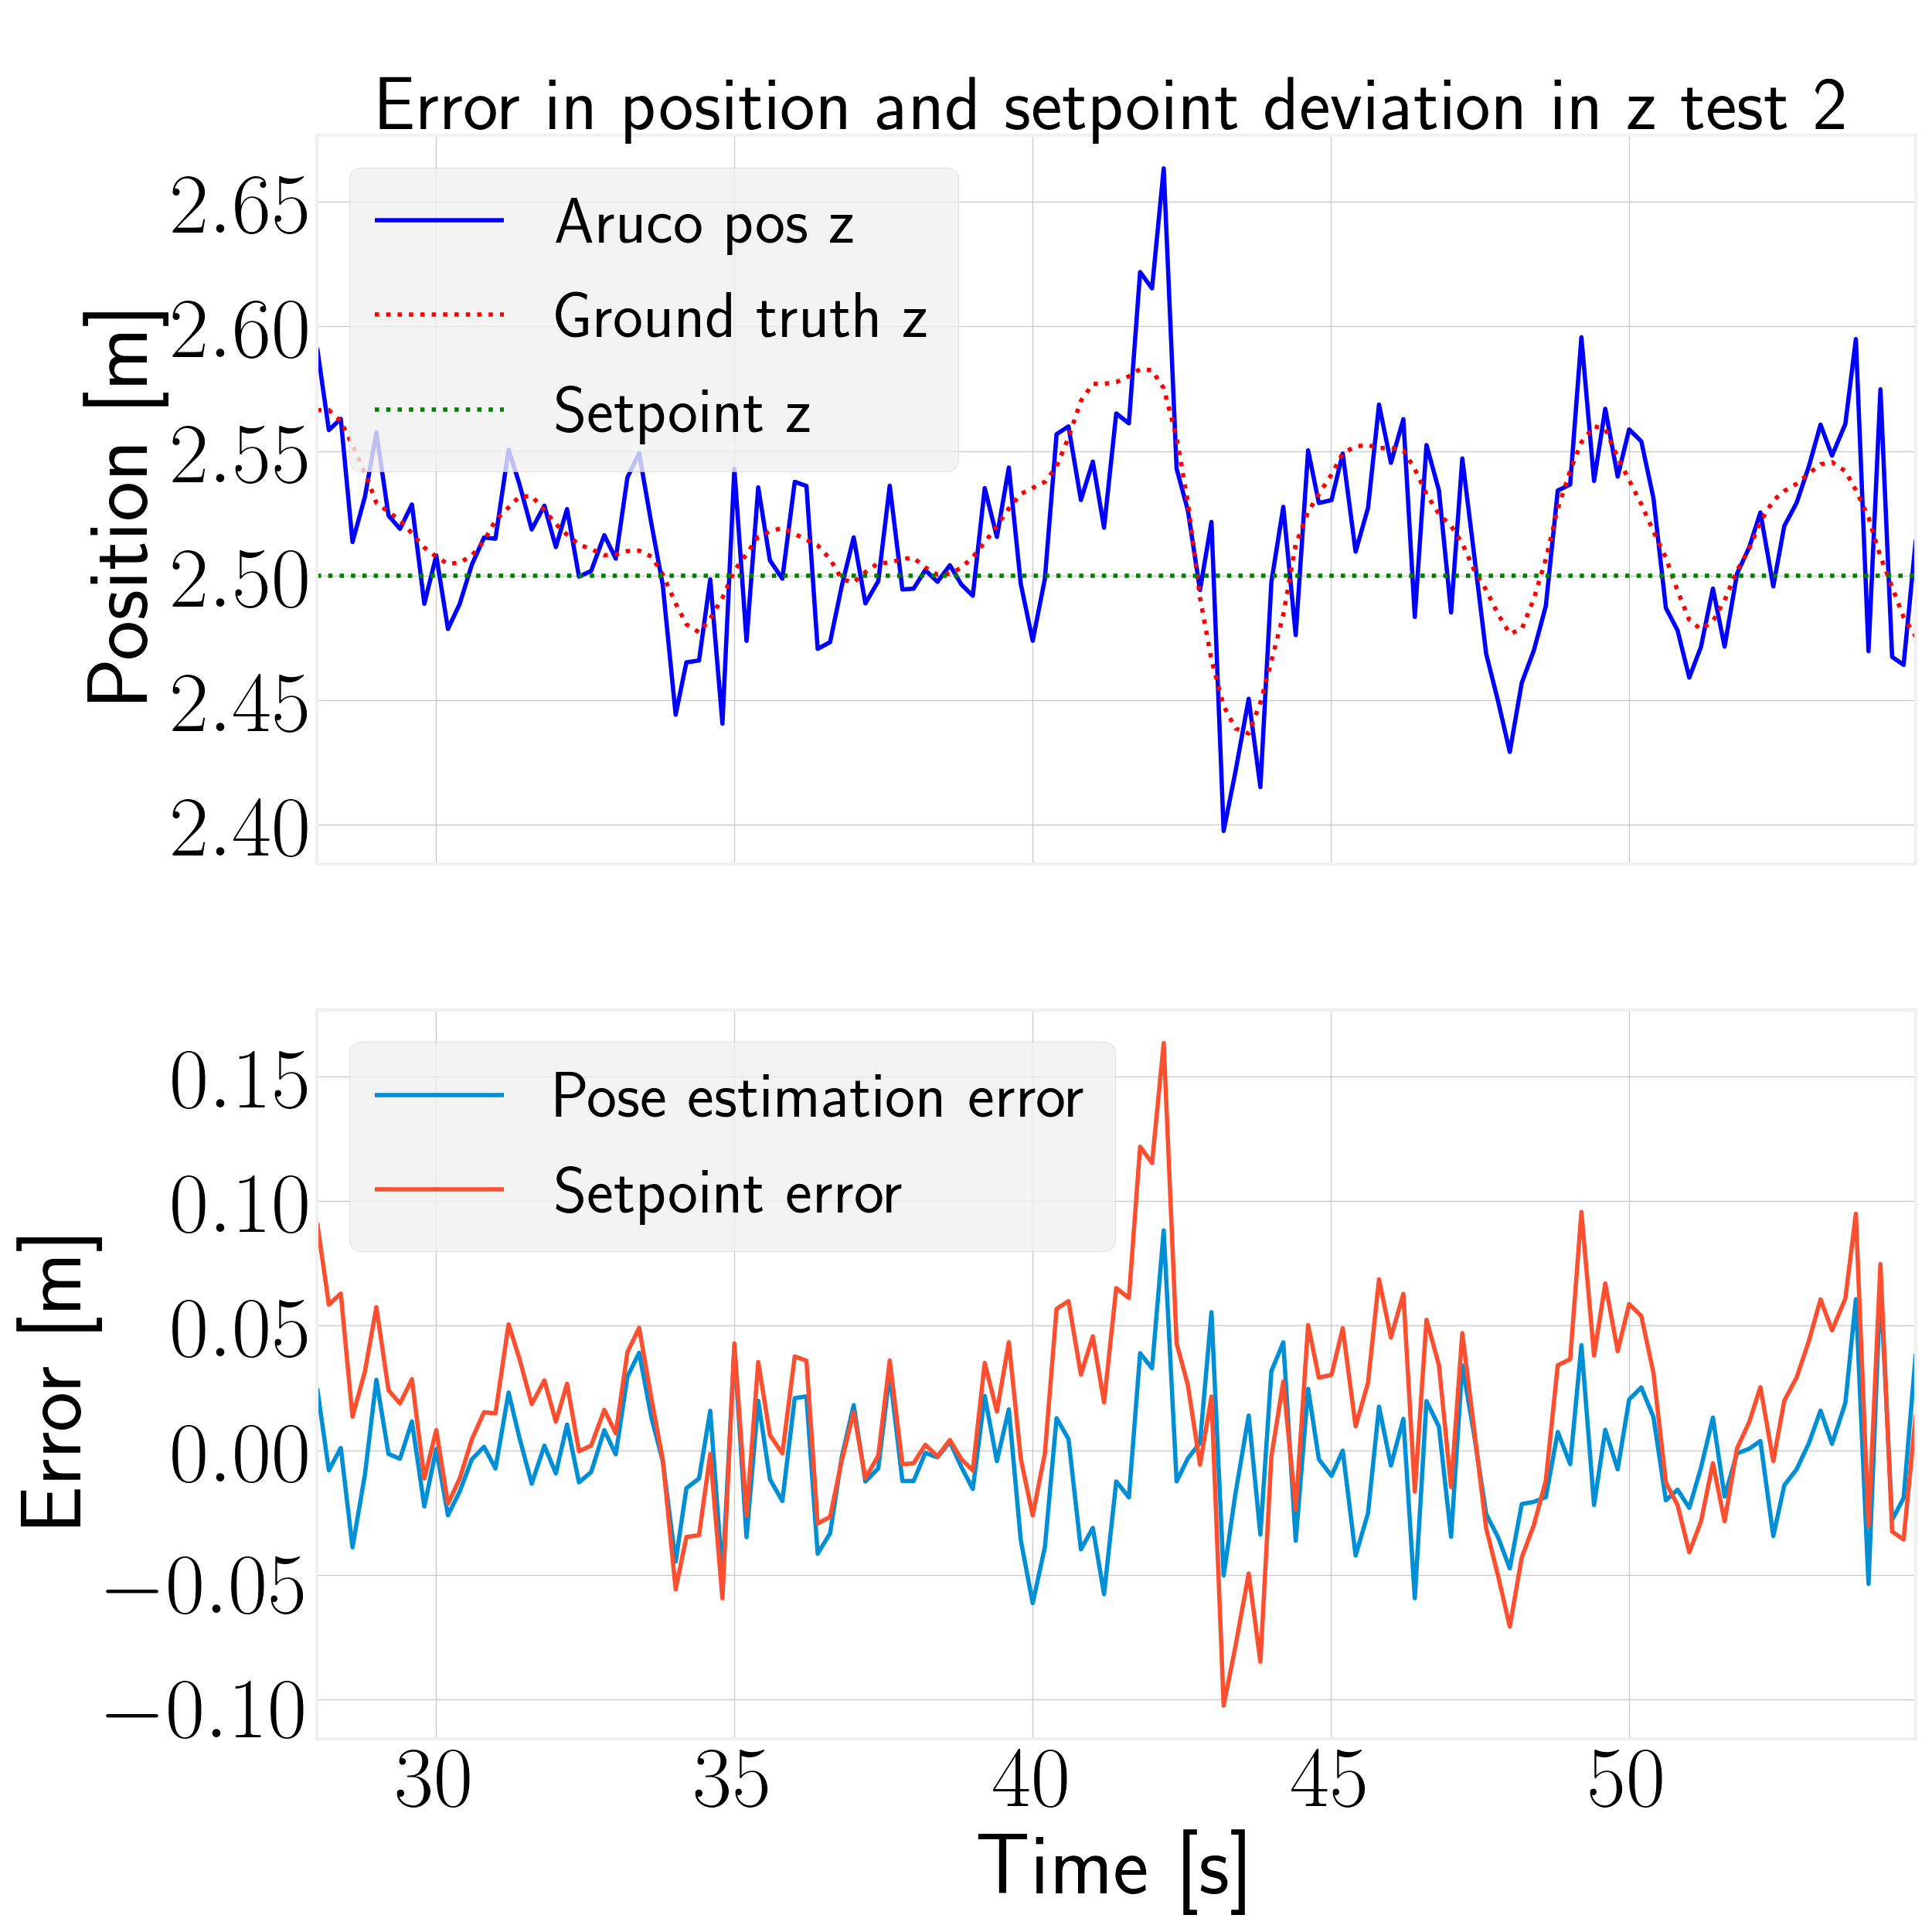 Error in position and setpoint deviation in z test 2
Position [m]
2.65
2.60
2.55
2.50
2.45
2.40
Aruco pos z
Ground truth z
Setpoint z
Error [m]
0.15
0.10
0.05
0.00
−0.05
−0.10
Pose estimation error
Setpoint error
30 35 40 45 50
Time [s]